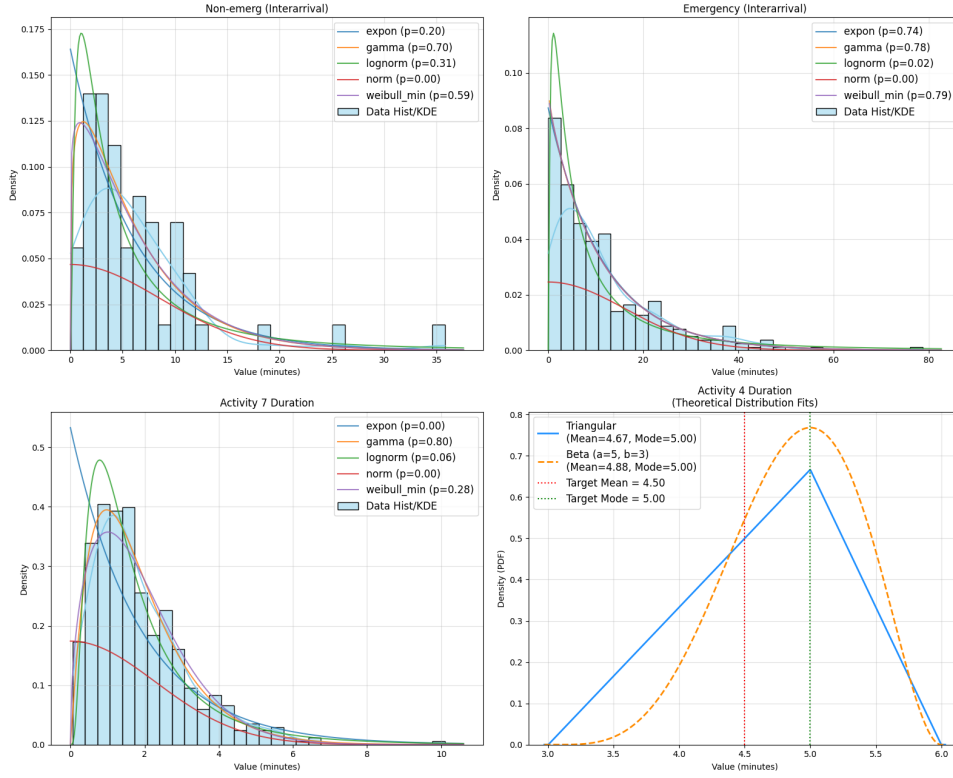 Non-emerg (Interarrival)
expon (p=0.20)
gamma (p=0.70)
lognorm (p=0.31)
norm (p=0.00)
weibull_min (p=0.59)
Data Hist/KDE
Density
0.175
0.150
0.125
0.100
0.075
0.050
0.025
0.000
0 5 10 15 20 25 30 35
Value (minutes)
Emergency (Interarrival)
expon (p=0.74)
gamma (p=0.78)
lognorm (p=0.02)
norm (p=0.00)
weibull_min (p=0.79)
Data Hist/KDE
Density
0.10
0.08
0.06
0.04
0.02
0.00
0 20 40 60 80
Value (minutes)
Activity 7 Duration
expon (p=0.00)
gamma (p=0.80)
lognorm (p=0.06)
norm (p=0.00)
weibull_min (p=0.28)
Data Hist/KDE
Density
0.5
0.4
0.3
0.2
0.1
0.0
0 2 4 6 8 10
Value (minutes)
Activity 4 Duration
(Theoretical Distribution Fits)
Triangular
(Mean=4.67, Mode=5.00)
Beta (a=5, b=3)
(Mean=4.88, Mode=5.00)
Target Mean = 4.50
Target Mode = 5.00
Density (PDF)
0.8
0.7
0.6
0.5
0.4
0.3
0.2
0.1
0.0
3.0 3.5 4.0 4.5 5.0 5.5 6.0
Value (minutes)